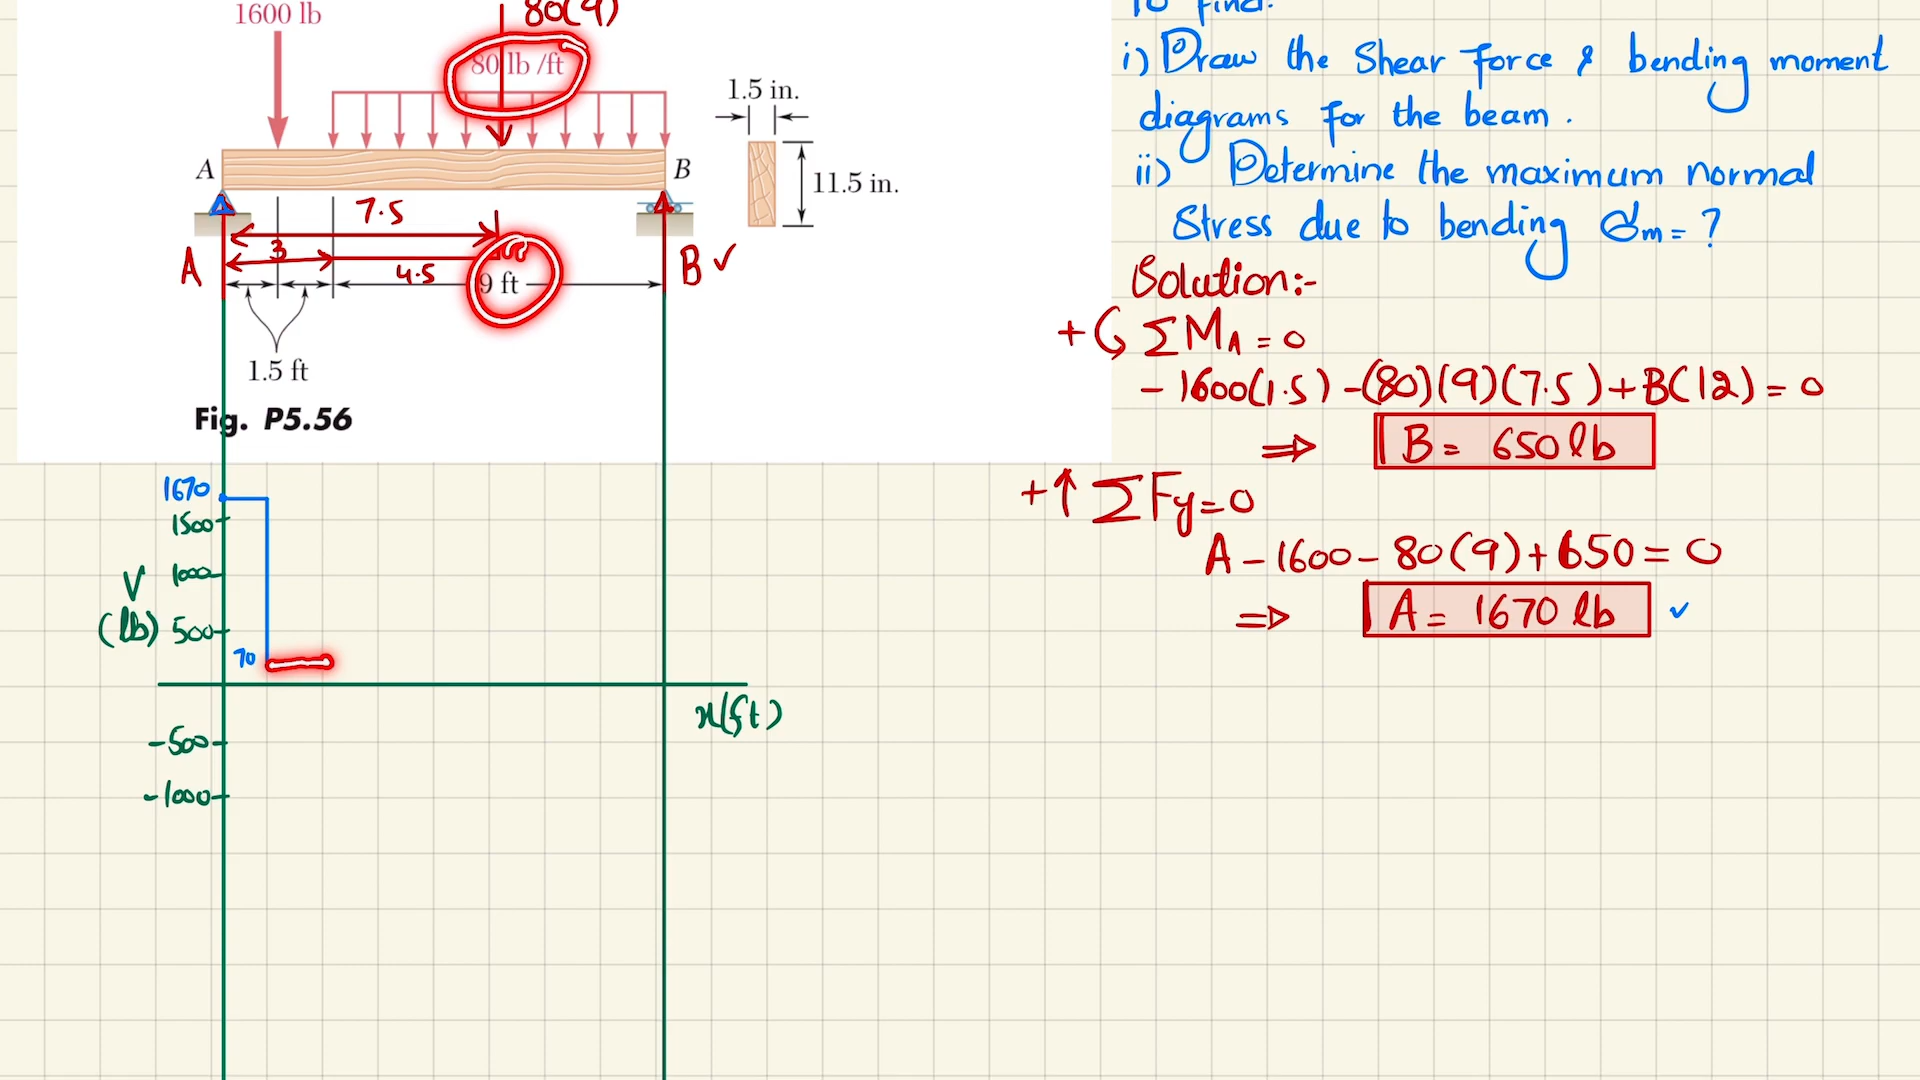 1600 lb
80(9)
80 lb /ft
1.5 in.
11.5 in.
A
B
7.5
3
4.5
9 ft
A
B ✓
1.5 ft
Fig. P5.56
To find:
i) Draw the Shear Force & bending moment
diagrams for the beam.
ii) Determine the maximum normal
Stress due to bending σm = ?
Solution:-
+ ΣMA = 0
- 1600(1.5) - (80)(9)(7.5) + B(12) = 0
⇒ B = 650 lb
+↑ ΣFy = 0
A - 1600 - 80(9) + 650 = 0
⇒ A = 1670 lb ✓
1670
1500
1000
V
(lb)
500
70
x(ft)
-500
-1000